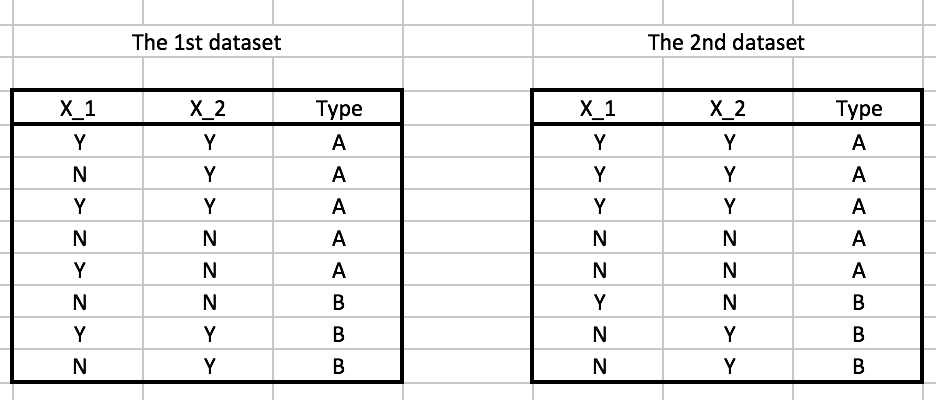 The 1st dataset The 2nd dataset
X_1 X_2 Type X_1 X_2 Type
Y Y A Y Y A
N Y A Y Y A
Y Y A Y Y A
N N A N N A
Y N A N N A
N N B Y N B
Y Y B N Y B
N Y B N Y B